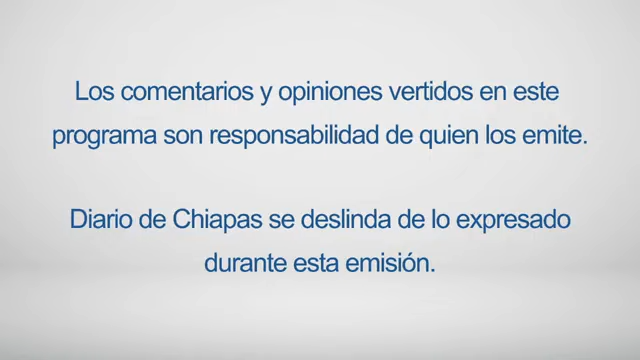 Los comentarios y opiniones vertidos en este
programa son responsabilidad de quien los emite.
Diario de Chiapas se deslinda de lo expresado
durante esta emisión.